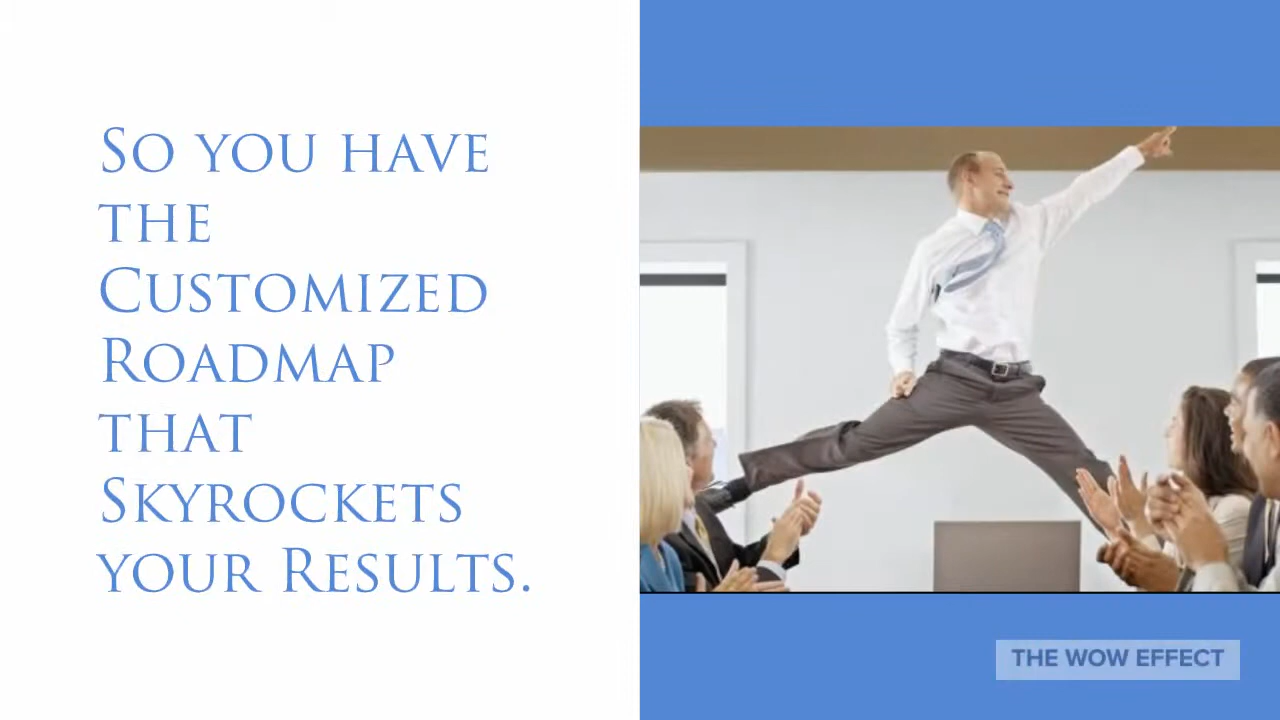 So you have
the
Customized
Roadmap
that
Skyrockets
your Results.
THE WOW EFFECT